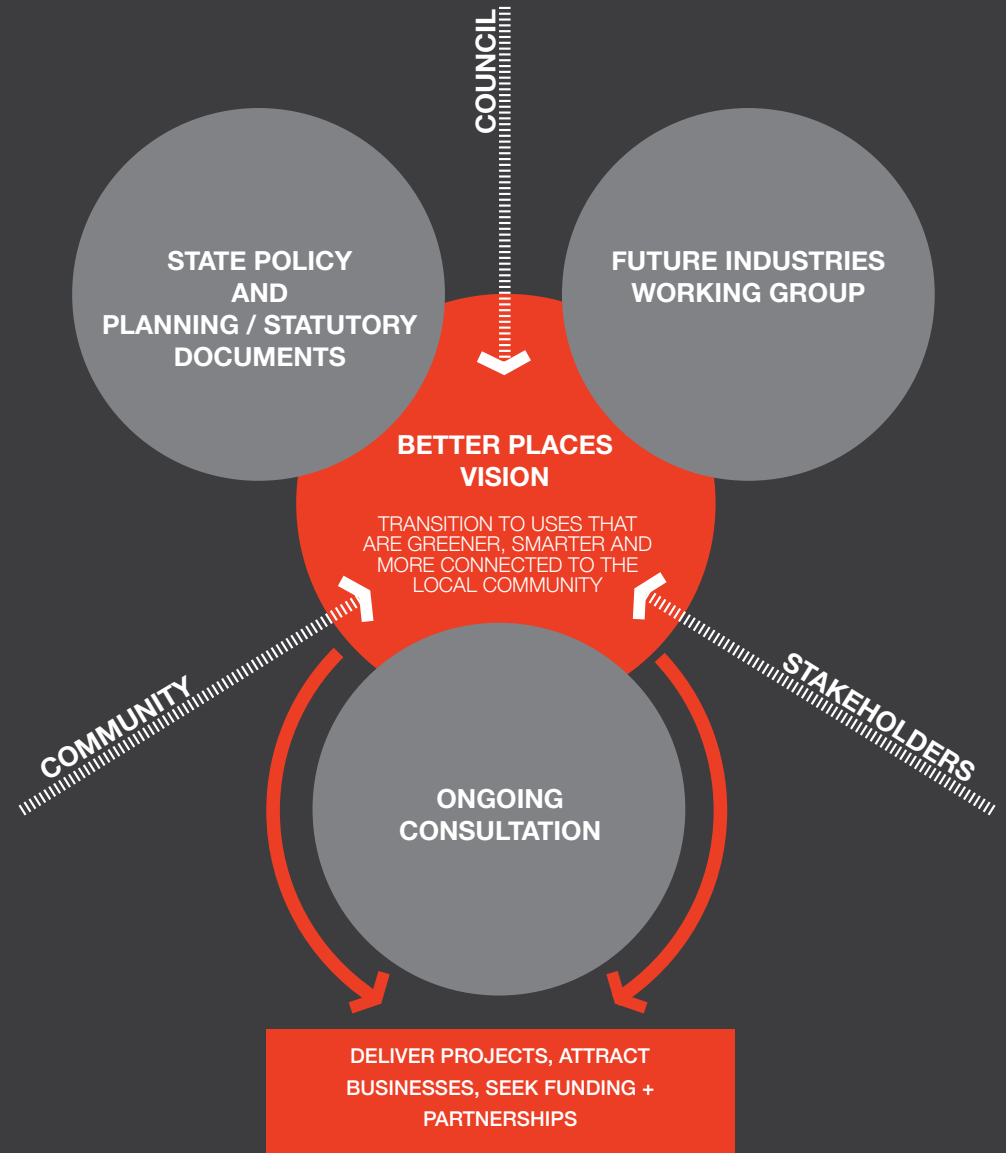 COUNCIL
STATE POLICY
AND
PLANNING / STATUTORY
DOCUMENTS
FUTURE INDUSTRIES
WORKING GROUP
BETTER PLACES
VISION
TRANSITION TO USES THAT
ARE GREENER, SMARTER AND
MORE CONNECTED TO THE
LOCAL COMMUNITY
COMMUNITY
STAKEHOLDERS
ONGOING
CONSULTATION
DELIVER PROJECTS, ATTRACT
BUSINESSES, SEEK FUNDING +
PARTNERSHIPS